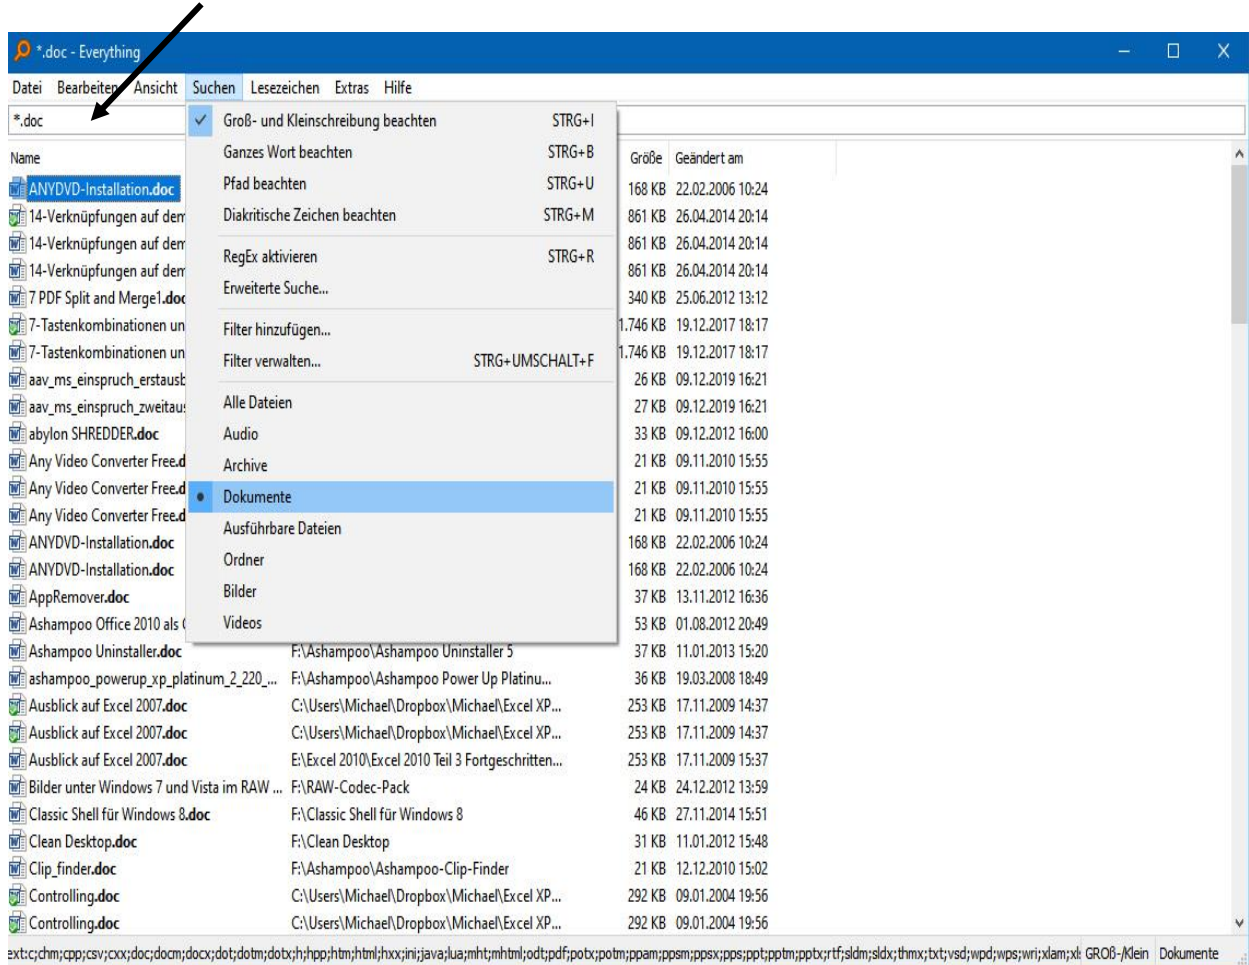 *.doc - Everything
Datei Bearbeiten Ansicht Suchen Lesezeichen Extras Hilfe
*.doc
Groß- und Kleinschreibung beachten STRG+I
Ganzes Wort beachten STRG+B
Pfad beachten STRG+U
Diakritische Zeichen beachten STRG+M
RegEx aktivieren STRG+R
Erweiterte Suche...
Filter hinzufügen...
Filter verwalten... STRG+UMSCHALT+F
Alle Dateien
Audio
Archive
Dokumente
Ausführbare Dateien
Ordner
Bilder
Videos
Name Größe Geändert am
ANYDVD-Installation.doc 168 KB 22.02.2006 10:24
14-Verknüpfungen auf dem 861 KB 26.04.2014 20:14
14-Verknüpfungen auf dem 861 KB 26.04.2014 20:14
14-Verknüpfungen auf dem 861 KB 26.04.2014 20:14
7 PDF Split and Merge1.doc 340 KB 25.06.2012 13:12
7-Tastenkombinationen un 1.746 KB 19.12.2017 18:17
7-Tastenkombinationen un 1.746 KB 19.12.2017 18:17
aav_ms_einspruch_erstausb 26 KB 09.12.2019 16:21
aav_ms_einspruch_zweitaus 27 KB 09.12.2019 16:21
abylon SHREDDER.doc 33 KB 09.12.2012 16:00
Any Video Converter Free.d 21 KB 09.11.2010 15:55
Any Video Converter Free.d 21 KB 09.11.2010 15:55
Any Video Converter Free.d 21 KB 09.11.2010 15:55
ANYDVD-Installation.doc 168 KB 22.02.2006 10:24
ANYDVD-Installation.doc 168 KB 22.02.2006 10:24
AppRemover.doc 37 KB 13.11.2012 16:36
Ashampoo Office 2010 als 53 KB 01.08.2012 20:49
Ashampoo Uninstaller.doc F:\Ashampoo\Ashampoo Uninstaller 5 37 KB 11.01.2013 15:20
ashampoo_powerup_xp_platinum_2_220_... F:\Ashampoo\Ashampoo Power Up Platinu... 36 KB 19.03.2008 18:49
Ausblick auf Excel 2007.doc C:\Users\Michael\Dropbox\Michael\Excel XP... 253 KB 17.11.2009 14:37
Ausblick auf Excel 2007.doc C:\Users\Michael\Dropbox\Michael\Excel XP... 253 KB 17.11.2009 14:37
Ausblick auf Excel 2007.doc E:\Excel 2010\Excel 2010 Teil 3 Fortgeschritten... 253 KB 17.11.2009 15:37
Bilder unter Windows 7 und Vista im RAW ... F:\RAW-Codec-Pack 24 KB 24.12.2012 13:59
Classic Shell für Windows 8.doc F:\Classic Shell für Windows 8 46 KB 27.11.2014 15:51
Clean Desktop.doc F:\Clean Desktop 31 KB 11.01.2012 15:48
Clip_finder.doc F:\Ashampoo\Ashampoo-Clip-Finder 21 KB 12.12.2010 15:02
Controlling.doc C:\Users\Michael\Dropbox\Michael\Excel XP... 292 KB 09.01.2004 19:56
Controlling.doc C:\Users\Michael\Dropbox\Michael\Excel XP... 292 KB 09.01.2004 19:56
ext:c;chm;cpp;csv;cxx;doc;docm;docx;dot;dotm;dotx;h;hpp;htm;html;hxx;ini;java;lua;mht;mhtml;odt;pdf;potx;potm;ppam;ppsm;ppsx;pps;ppt;pptm;pptx;rtf;sldm;sldx;thmx;txt;vsd;wpd;wps;wri;xlam;xl GROß-/Klein Dokumente